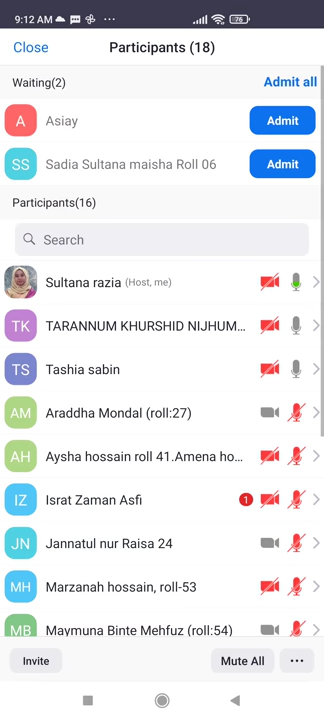 9:12 AM
76
Close
Participants (18)
Waiting(2)
Admit all
A
Asiay
Admit
SS
Sadia Sultana maisha Roll 06
Admit
Participants(16)
Search
Sultana razia (Host, me)
TK
TARANNUM KHURSHID NIJHUM...
TS
Tashia sabin
AM
Araddha Mondal (roll:27)
AH
Aysha hossain roll 41.Amena ho...
IZ
Israt Zaman Asfi
1
JN
Jannatul nur Raisa 24
MH
Marzanah hossain, roll-53
MB
Maymuna Binte Mehfuz (roll:54)
Invite
Mute All